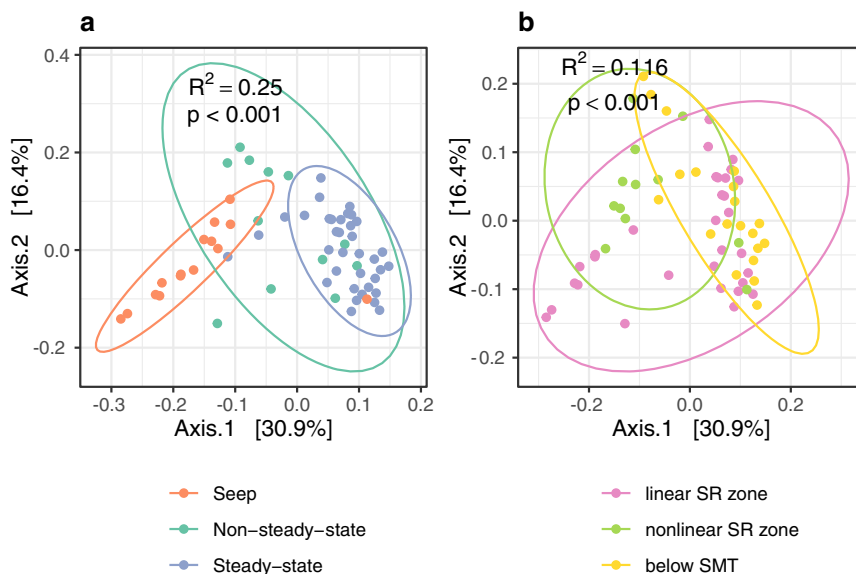 a
R² = 0.25
p < 0.001
0.4
0.2
0.0
-0.2
Axis.2 [16.4%]
-0.3
-0.2
-0.1
0.0
0.1
0.2
Axis.1 [30.9%]
b
R² = 0.116
p < 0.001
0.2
0.1
0.0
-0.1
-0.2
Axis.2 [16.4%]
-0.2
0.0
0.2
Axis.1 [30.9%]
Seep
Non−steady−state
Steady−state
linear SR zone
nonlinear SR zone
below SMT